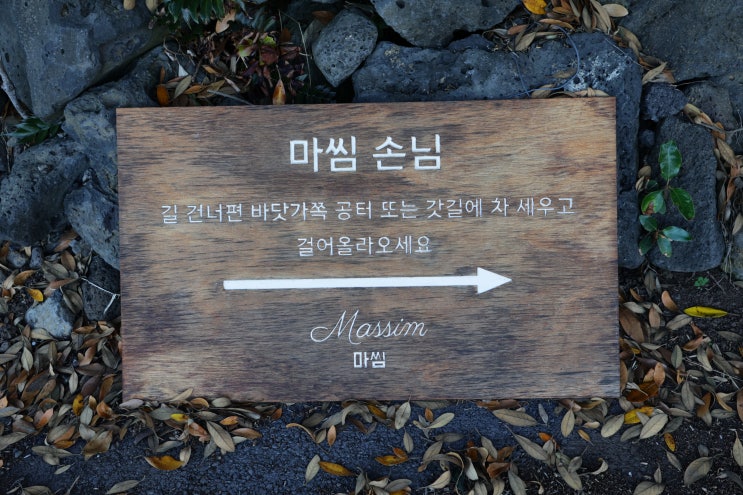 마씸 손님
길 건너편 바닷가쪽 공터 또는 갓길에 차 세우고
걸어올라오세요
Massim
마씸